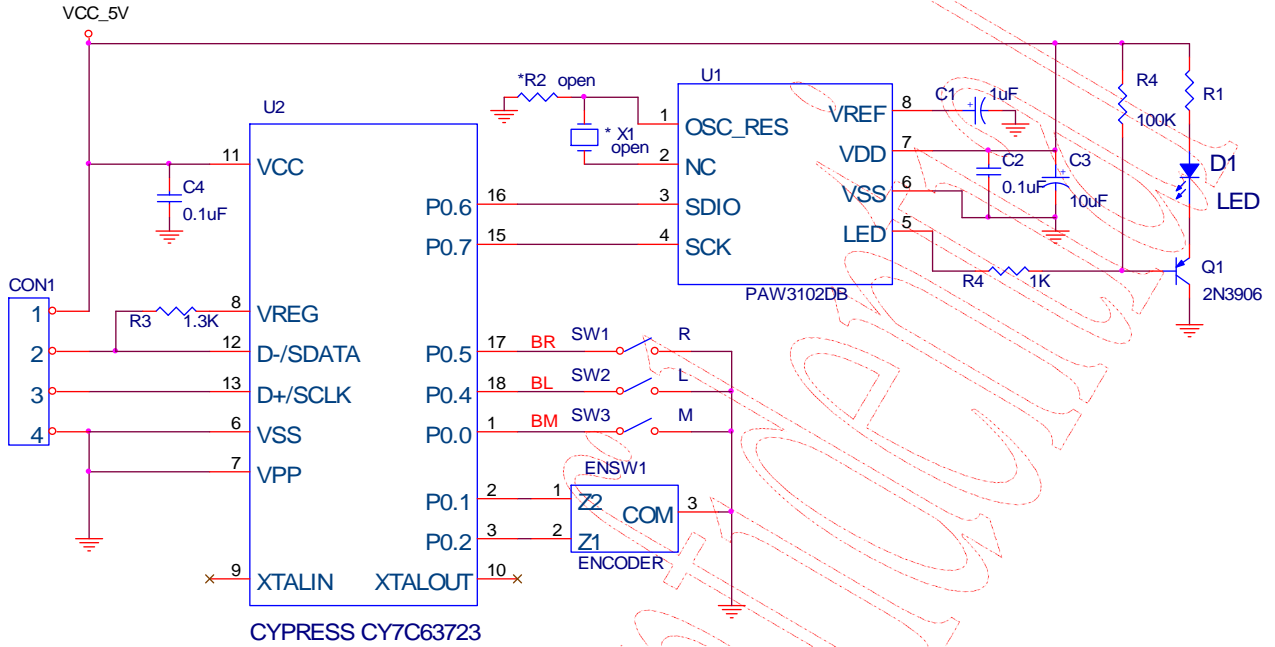 VCC_5V
U2
11 VCC
C4
0.1uF
CON1
1
2
3
4
R3 1.3K
8 VREG
12 D-/SDATA
13 D+/SCLK
6 VSS
7 VPP
9 XTALIN
XTALOUT 10
P0.6 16
P0.7 15
P0.5 17
P0.4 18
P0.0 1
P0.1 2
P0.2 3
CYPRESS CY7C63723
BR SW1 R
BL SW2 L
BM SW3 M
ENSW1
1 Z2
2 Z1
COM 3
ENCODER
*R2 open
* X1
open
U1
1 OSC_RES
2 NC
3 SDIO
4 SCK
VREF 8
VDD 7
VSS 6
LED 5
PAW3102DB
C1 1uF
C2
0.1uF
C3
10uF
R4
100K
R1
D1
LED
R4 1K
Q1
2N3906